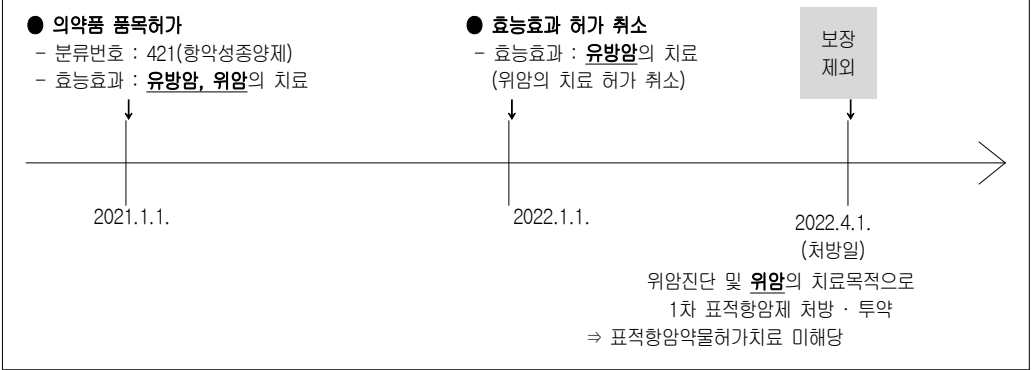 ● 의약품 품목허가
- 분류번호 : 421(항악성종양제)
- 효능효과 : 유방암, 위암의 치료
● 효능효과 허가 취소
- 효능효과 : 유방암의 치료
(위암의 치료 허가 취소)
보장
제외
2021.1.1.
2022.1.1.
2022.4.1.
(처방일)
위암진단 및 위암의 치료목적으로
1차 표적항암제 처방 · 투약
⇒ 표적항암약물허가치료 미해당